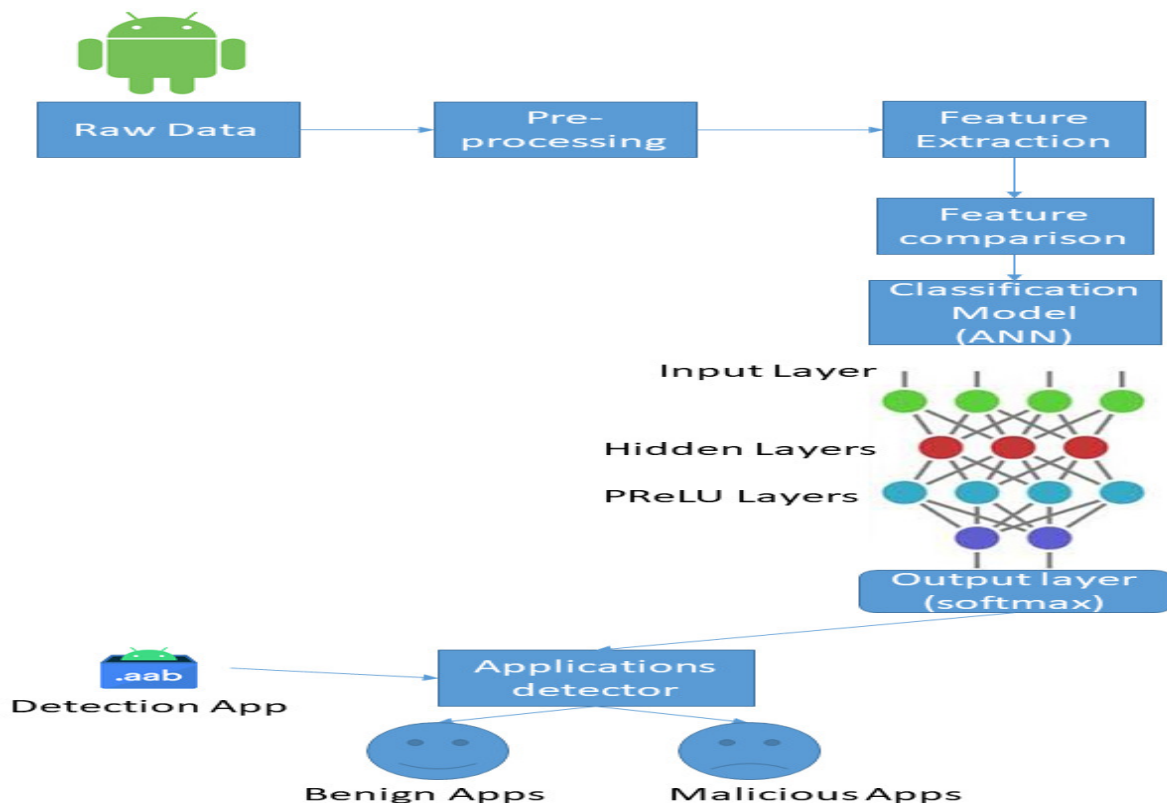 Raw Data
Pre-
processing
Feature
Extraction
Feature
comparison
Classification
Model
(ANN)
Input Layer
Hidden Layers
PReLU Layers
Output layer
(softmax)
.aab
Detection App
Applications
detector
Benign Apps
Malicious Apps